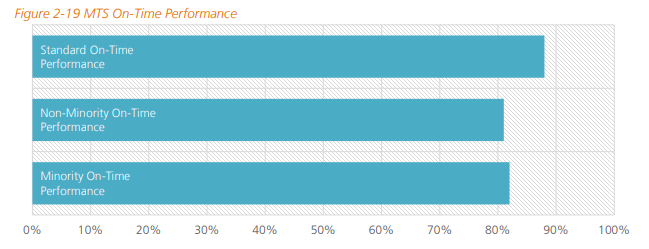 Figure 2-19 MTS On-Time Performance
Standard On-Time
Performance
Non-Minority On-Time
Performance
Minority On-Time
Performance
0% 10% 20% 30% 40% 50% 60% 70% 80% 90% 100%